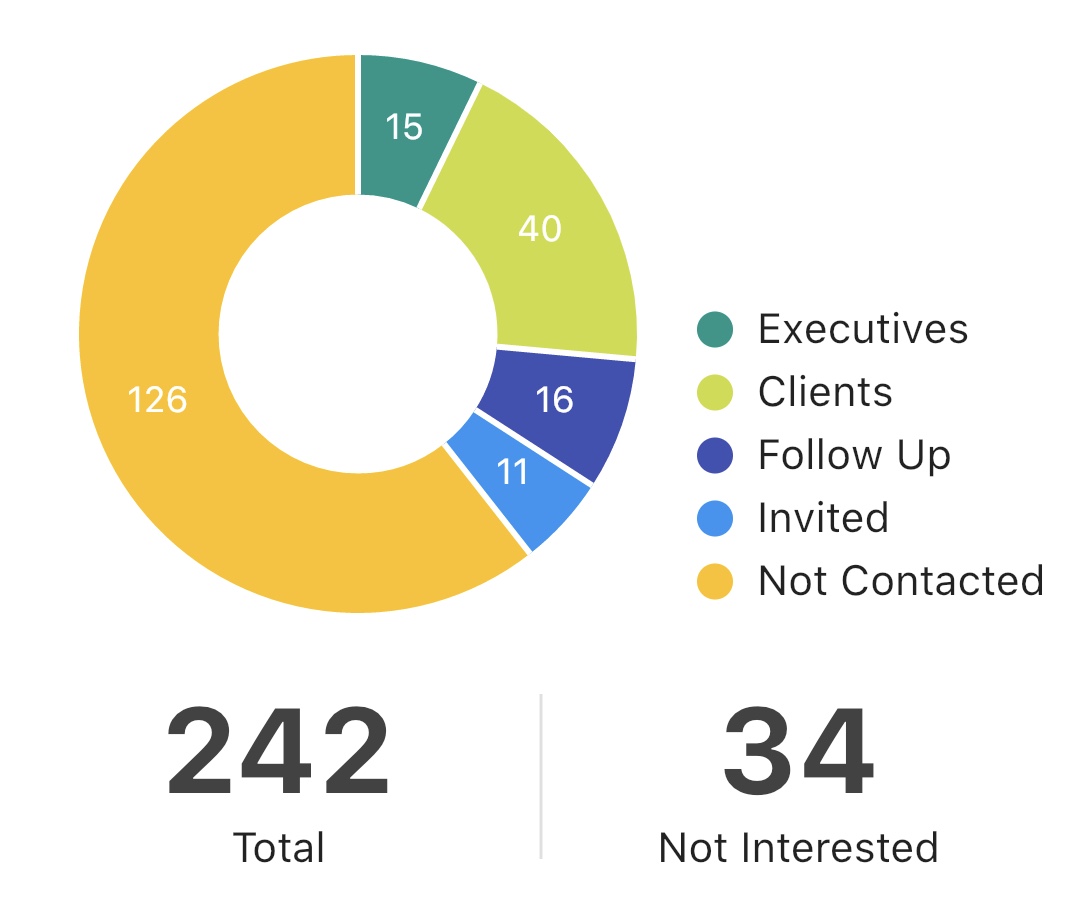 15
40
16
11
126
Executives
Clients
Follow Up
Invited
Not Contacted
242
Total
34
Not Interested